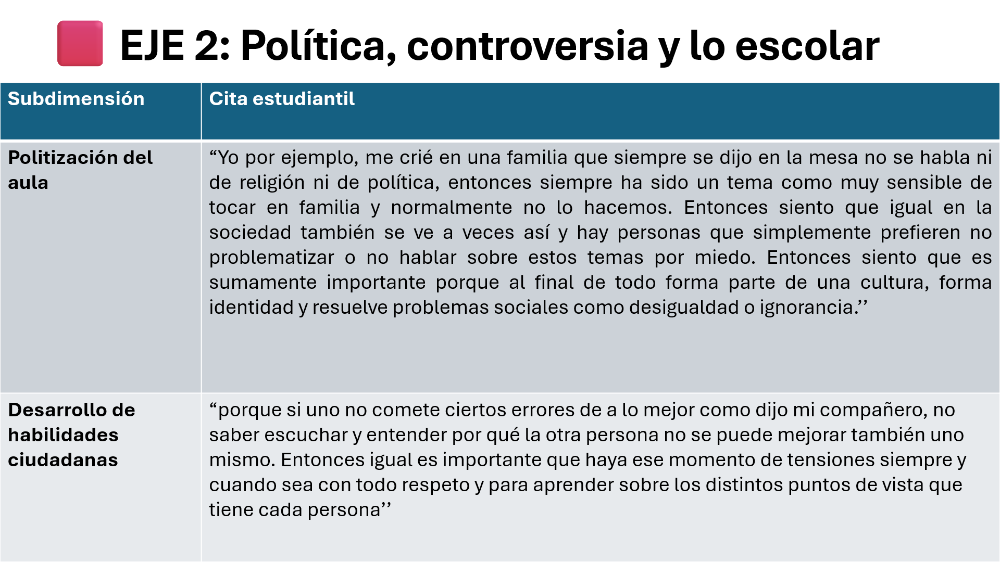 EJE 2: Política, controversia y lo escolar
Subdimensión
Cita estudiantil
Politización del
aula
“Yo por ejemplo, me crié en una familia que siempre se dijo en la mesa no se habla ni
de religión ni de política, entonces siempre ha sido un tema como muy sensible de
tocar en familia y normalmente no lo hacemos. Entonces siento que igual en la
sociedad también se ve a veces así y hay personas que simplemente prefieren no
problematizar o no hablar sobre estos temas por miedo. Entonces siento que es
sumamente importante porque al final de todo forma parte de una cultura, forma
identidad y resuelve problemas sociales como desigualdad o ignorancia.’’
Desarrollo de
habilidades
ciudadanas
“porque si uno no comete ciertos errores de a lo mejor como dijo mi compañero, no
saber escuchar y entender por qué la otra persona no se puede mejorar también uno
mismo. Entonces igual es importante que haya ese momento de tensiones siempre y
cuando sea con todo respeto y para aprender sobre los distintos puntos de vista que
tiene cada persona’’